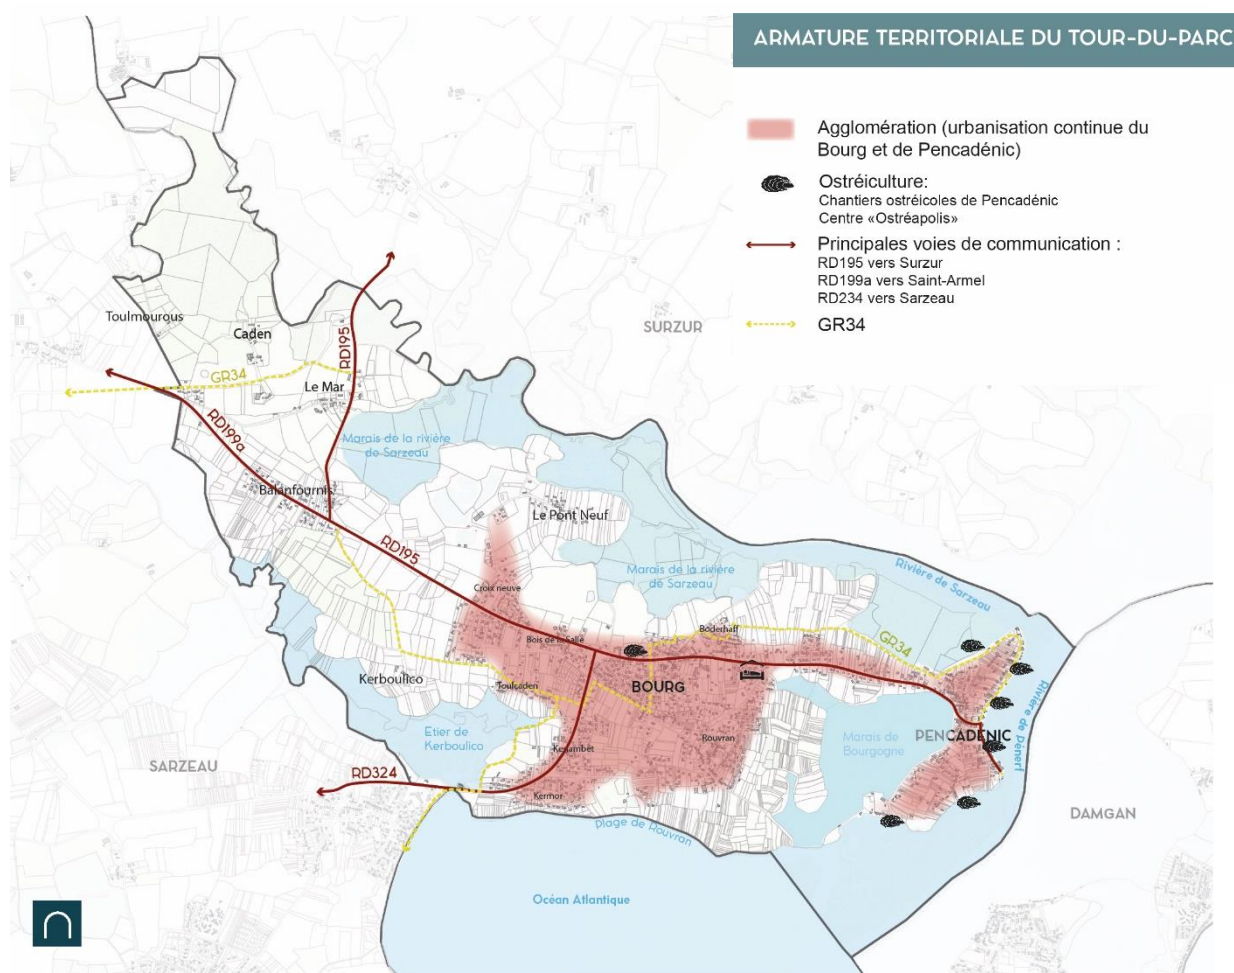 ARMATURE TERRITORIALE DU TOUR-DU-PARC
Agglomération (urbanisation continue du
Bourg et de Pencadénic)
Ostréiculture:
Chantiers ostréicoles de Pencadénic
Centre «Ostréapolis»
Principales voies de communication :
RD195 vers Surzur
RD199a vers Saint-Armel
RD234 vers Sarzeau
GR34
Toulmourous
Caden
SURZUR
RD195
GR34
Le Mar
RD199a
Marais de la rivière
de Sarzeau
Balanfournis
Le Pont Neuf
RD195
Marais de la rivière
de Sarzeau
Rivière de Sarzeau
Croix neuve
Bois de la Salle
Boderhaff
GR34
Kerboulico
Toulcaden
BOURG
Rivière de Pénerf
Etier de
Kerboulico
Kerjambet
Rouvran
Marais de
Bourgogne
PENCADÉNIC
SARZEAU
RD324
Kermor
Plage de Rouvran
DAMGAN
Océan Atlantique